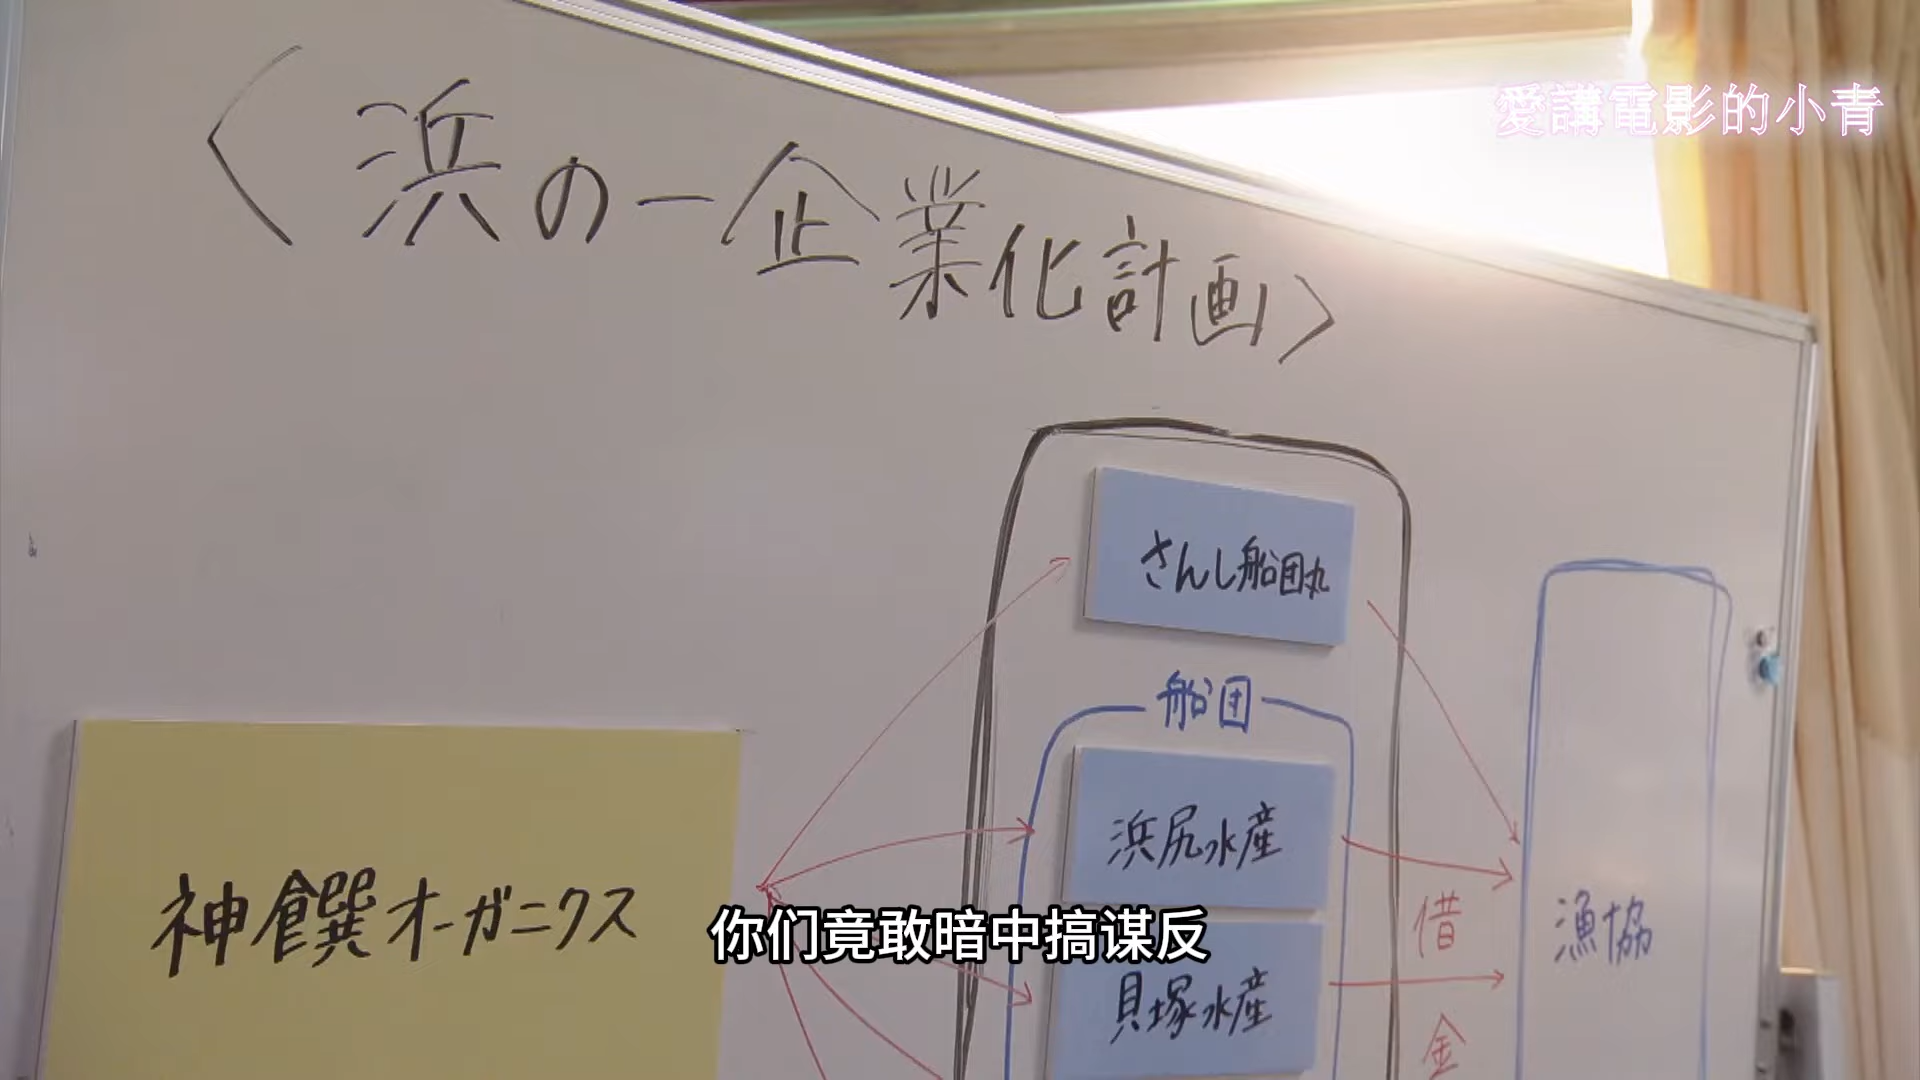 愛講電影的小青
〈浜の一企業化計画〉
さんし船団丸
船団
浜尻水産
神饌オーガニクス
借金
漁協
貝塚水産
你们竟敢暗中搞谋反